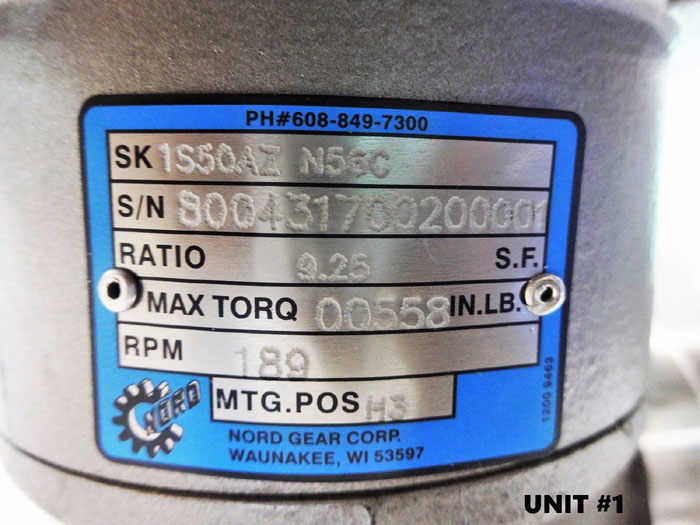 PH#608-849-7300
SK 1S50AZ N56C
S/N 800431700200001
RATIO 9.25 S.F.
MAX TORQ 00558 IN.LB.
RPM 189
NORD MTG.POS H3
NORD GEAR CORP.
WAUNAKEE, WI 53597
1200 9463
UNIT #1